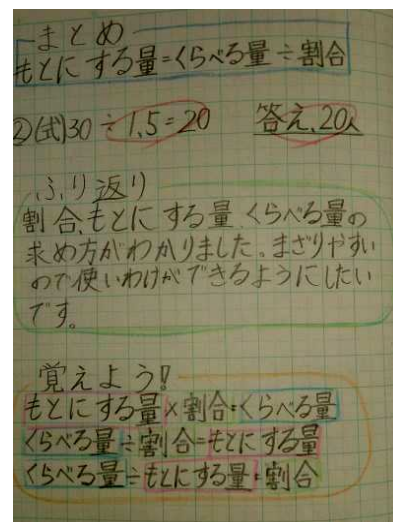 まとめ
もとにする量=くらべる量÷割合
②(式)30÷1,5=20 答え、20人
ふり返り
割合、もとにする量、くらべる量の
求め方がわかりました。まざりやすい
ので使いわけができるようにしたい
です。
覚えよう!
もとにする量×割合=くらべる量
くらべる量÷割合=もとにする量
くらべる量÷もとにする量=割合